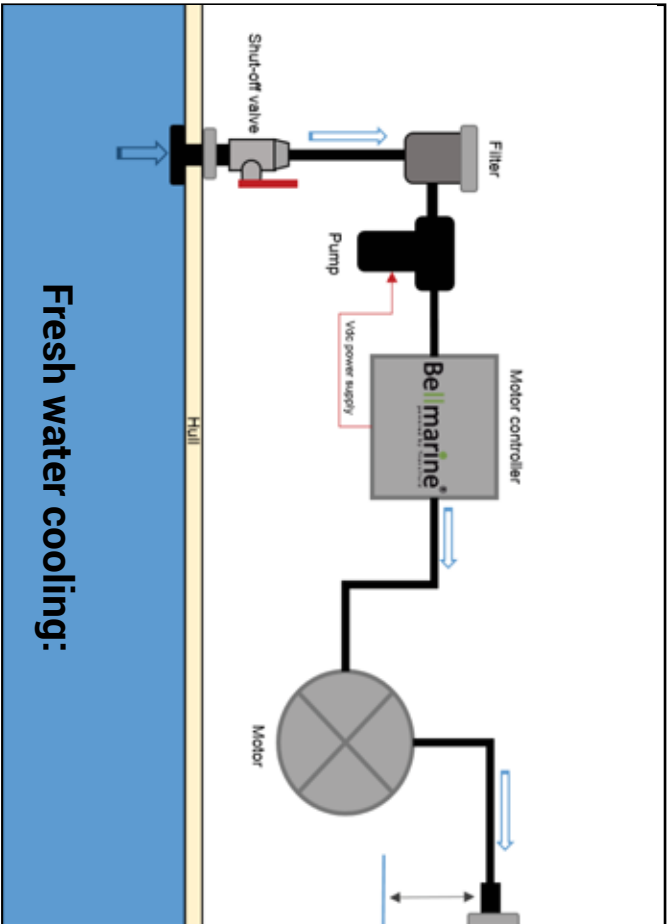 Filter
Motor controller
Shut-off valve
Pump
Vdc power supply
Bellmarine®
Motor
Hull
Fresh water cooling: